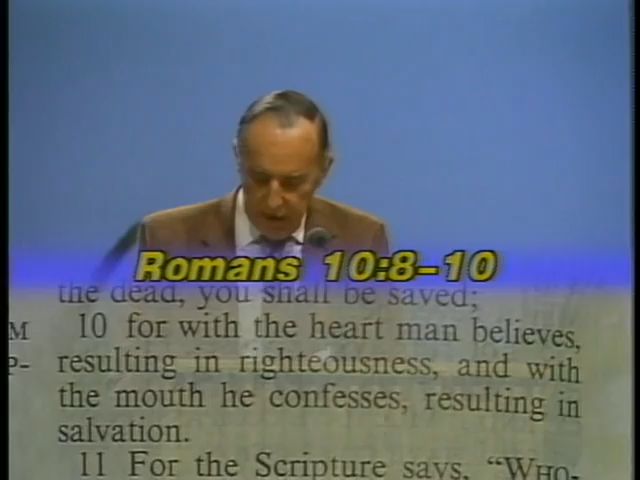 Romans 10:8-10
the dead, you shall be saved;
10 for with the heart man believes,
resulting in righteousness, and with
the mouth he confesses, resulting in
salvation.
11 For the Scripture says, “WHO-
M
P-